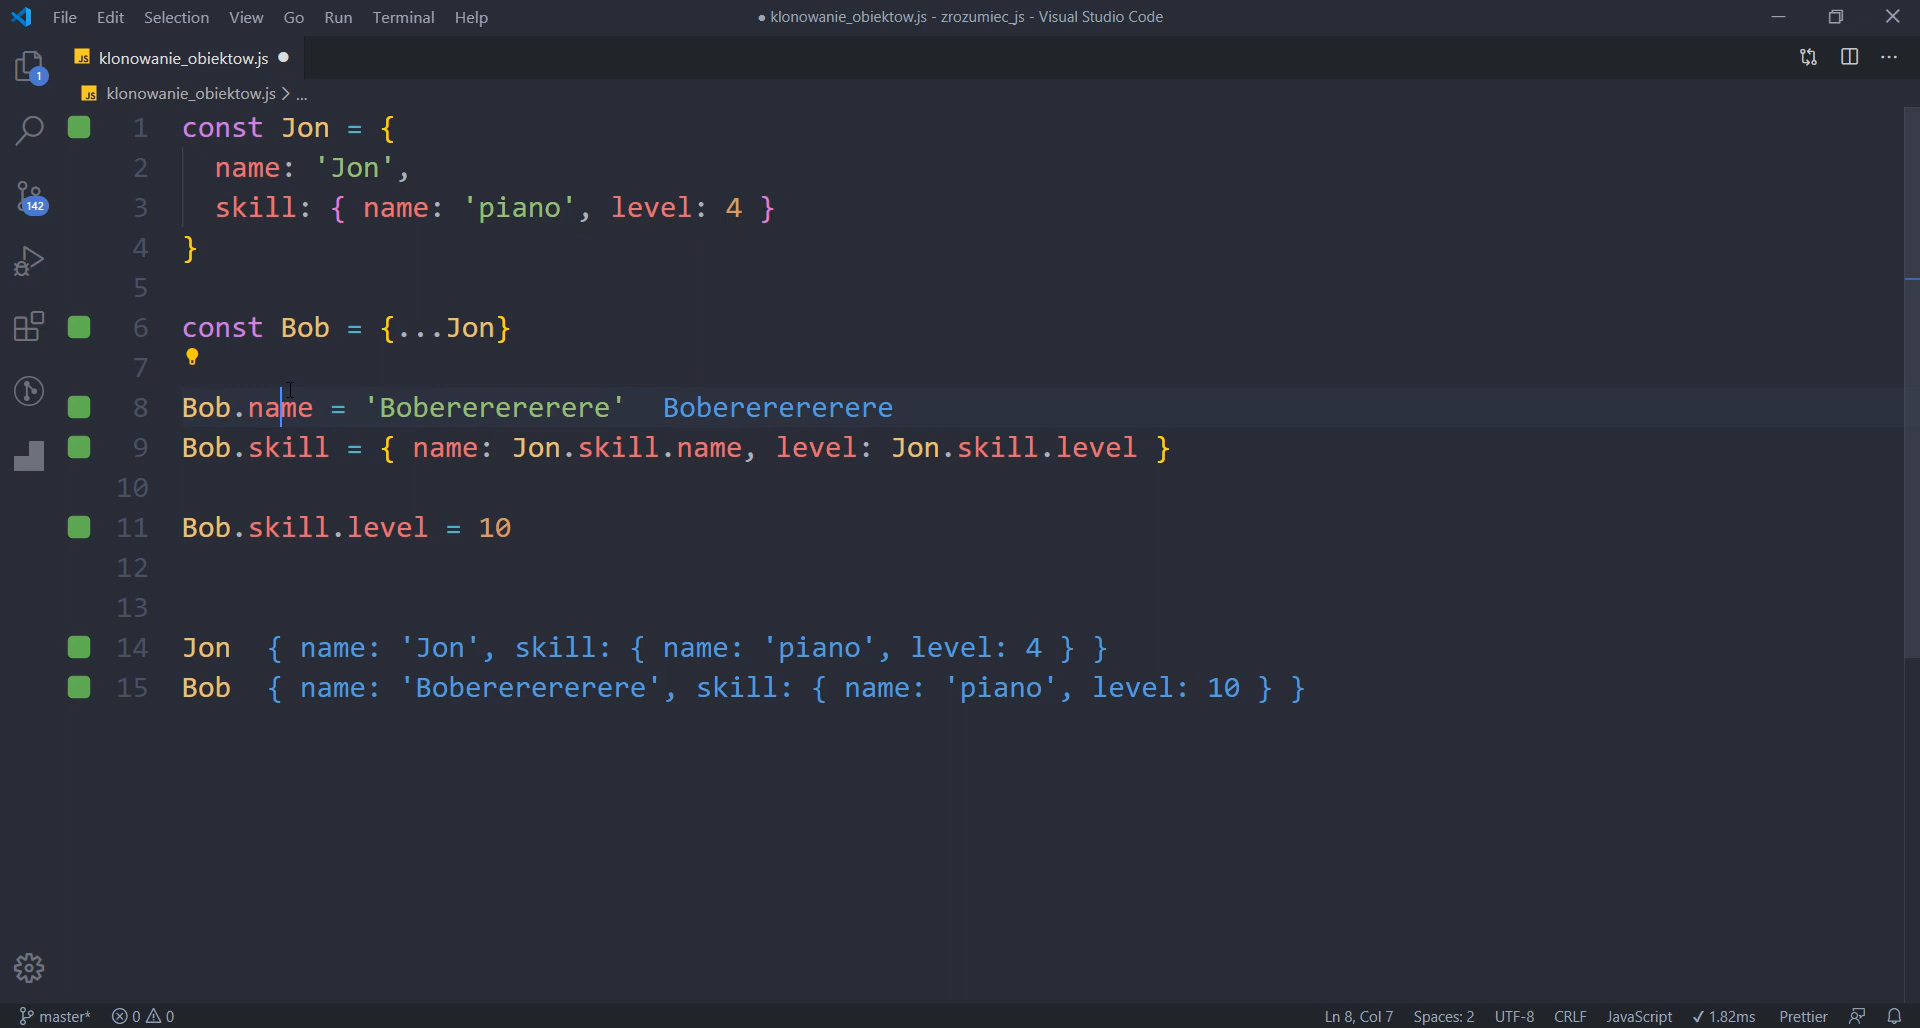 File Edit Selection View Go Run Terminal Help
● klonowanie_obiektow.js - zrozumiec_js - Visual Studio Code
JS klonowanie_obiektow.js ●
JS klonowanie_obiektow.js > ...
1
142
1 const Jon = {
2 name: 'Jon',
3 skill: { name: 'piano', level: 4 }
4 }
5
6 const Bob = {...Jon}
7
8 Bob.name = 'Boberererere' Boberererere
9 Bob.skill = { name: Jon.skill.name, level: Jon.skill.level }
10
11 Bob.skill.level = 10
12
13
14 Jon { name: 'Jon', skill: { name: 'piano', level: 4 } }
15 Bob { name: 'Boberererere', skill: { name: 'piano', level: 10 } }
master* 0 0 Ln 8, Col 7 Spaces: 2 UTF-8 CRLF JavaScript ✓ 1.82ms Prettier